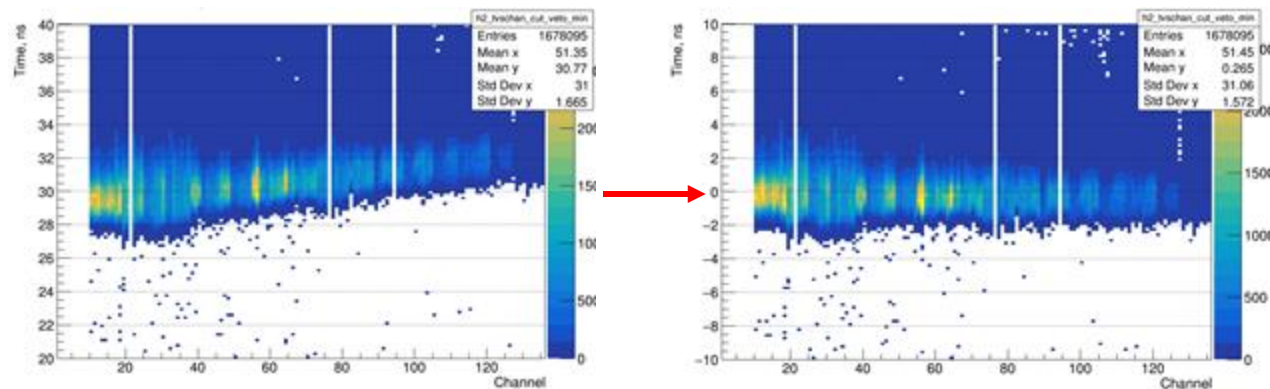 h2_tvschan_cut_veto_min
Entries 1678095
Mean x 51.35
Mean y 30.77
Std Dev x 31
Std Dev y 1.665
Time, ns
40
38
36
34
32
30
28
26
24
22
20
20 40 60 80 100 120
Channel
500
0
h2_tvschan_cut_veto_min
Entries 1678095
Mean x 51.45
Mean y 0.265
Std Dev x 31.06
Std Dev y 1.572
Time, ns
10
8
6
4
2
0
−2
−4
−6
−8
−10
20 40 60 80 100 120
Channel
1500
1000
500
0